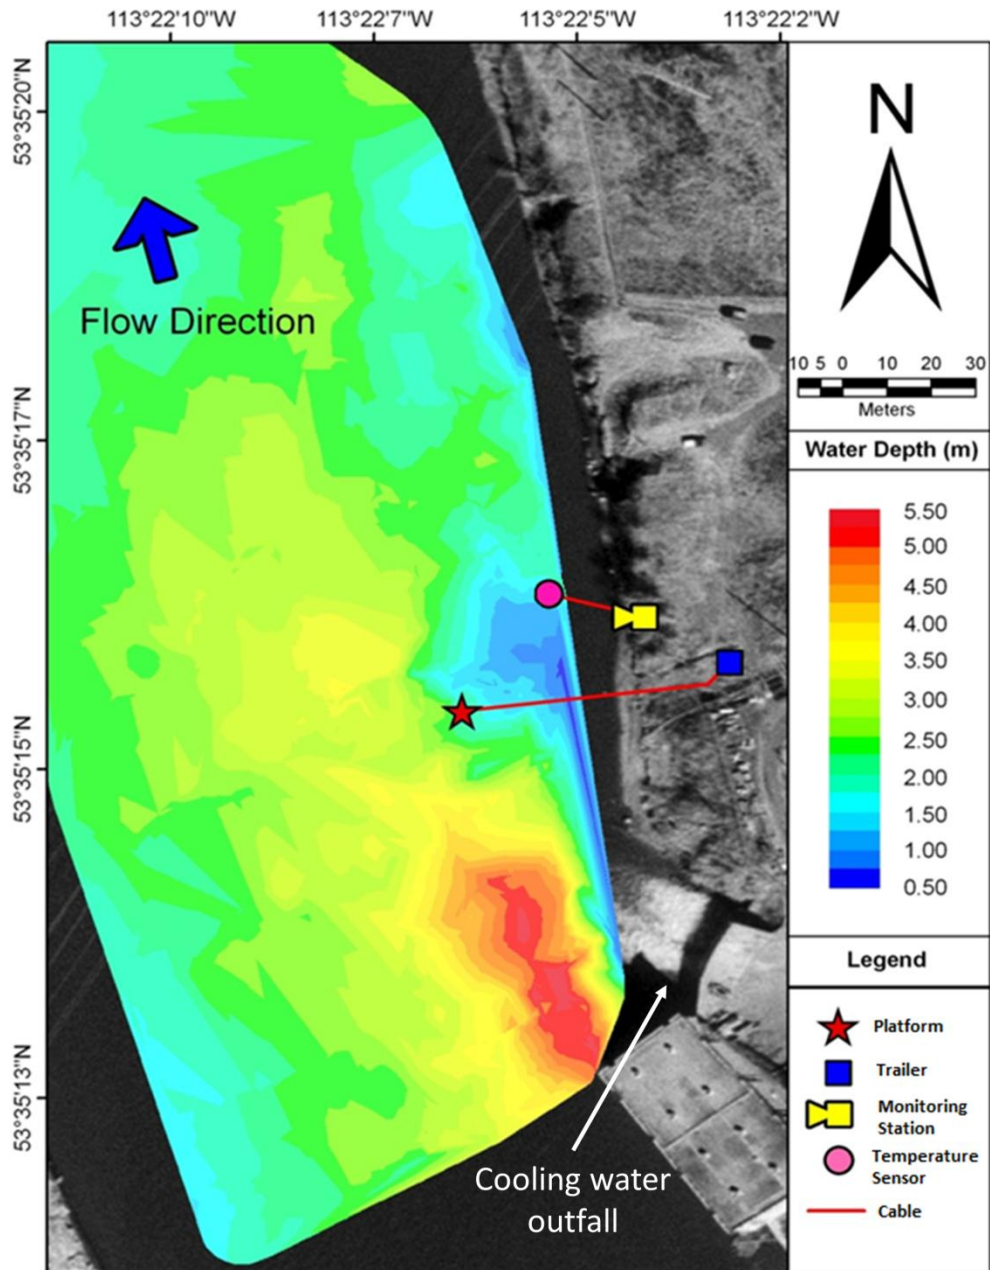 113°22'10"W 113°22'7"W 113°22'5"W 113°22'2"W
53°35'20"N
53°35'17"N
53°35'15"N
53°35'13"N
Flow Direction
Cooling water
outfall
N
10 5 0 10 20 30
Meters
Water Depth (m)
5.50
5.00
4.50
4.00
3.50
3.00
2.50
2.00
1.50
1.00
0.50
Legend
Platform
Trailer
Monitoring
Station
Temperature
Sensor
Cable